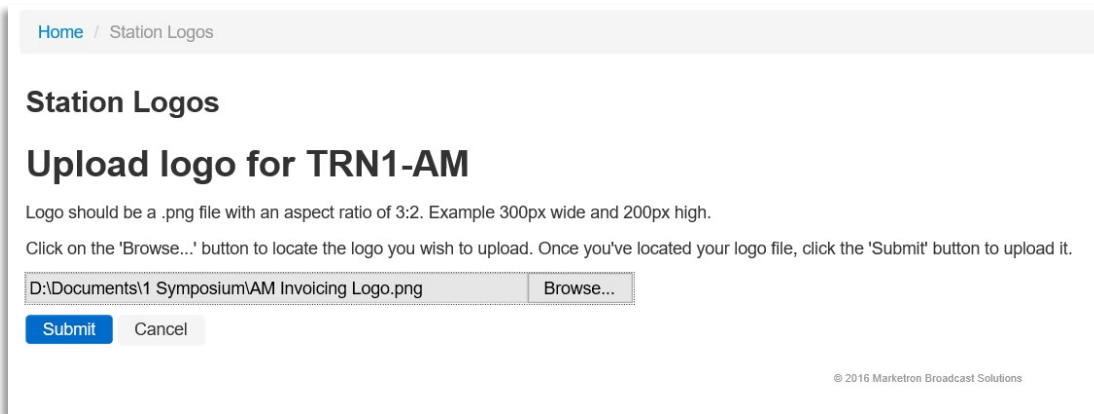 Home / Station Logos
Station Logos
Upload logo for TRN1-AM
Logo should be a .png file with an aspect ratio of 3:2. Example 300px wide and 200px high.
Click on the 'Browse...' button to locate the logo you wish to upload. Once you've located your logo file, click the 'Submit' button to upload it.
D:\Documents\1 Symposium\AM Invoicing Logo.png Browse...
Submit Cancel
© 2016 Marketron Broadcast Solutions